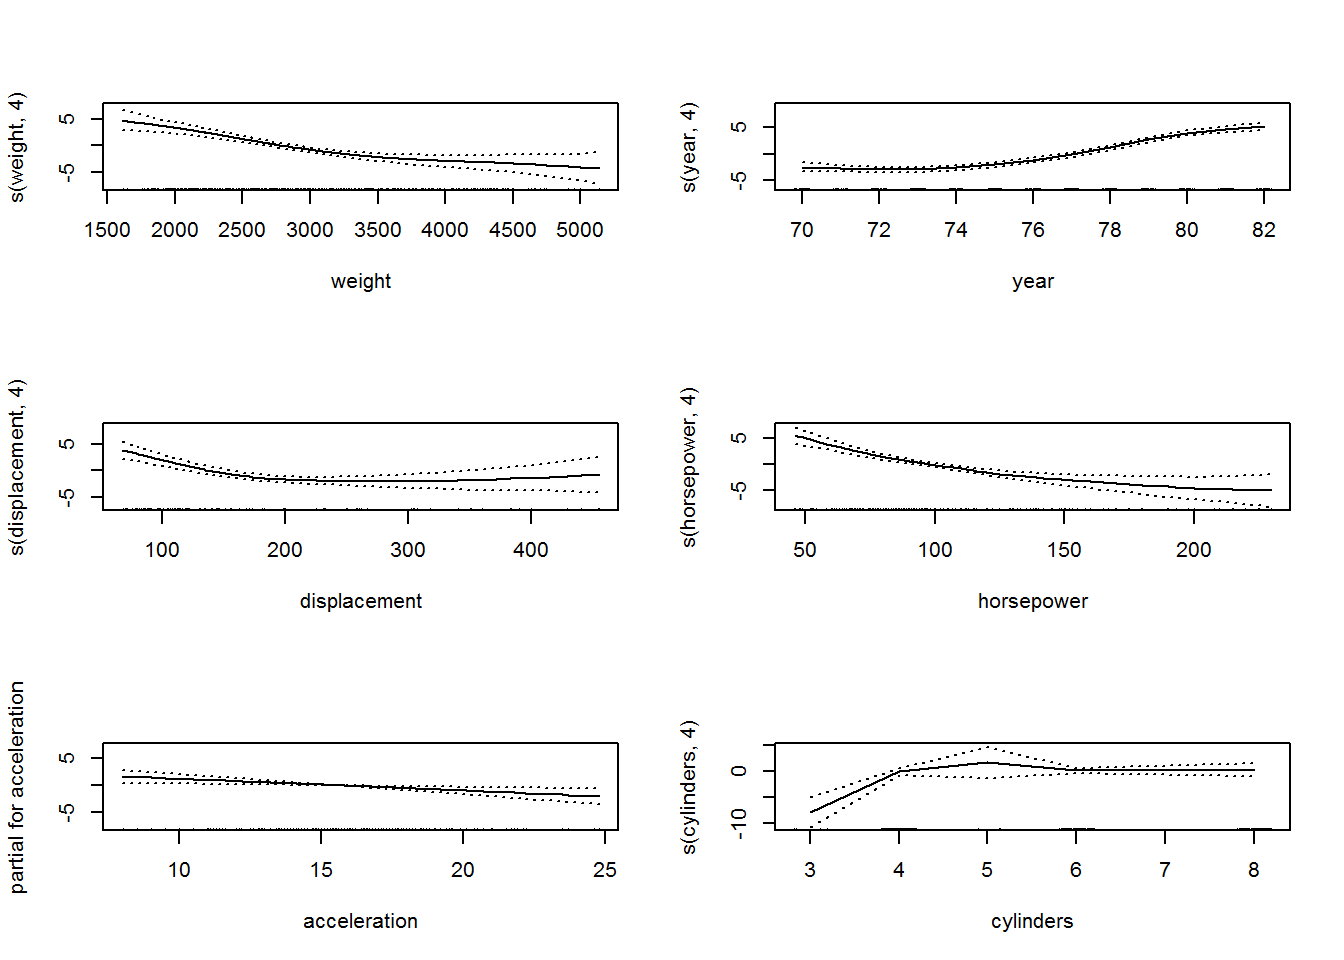 s(weight, 4)
5
-5
1500 2000 2500 3000 3500 4000 4500 5000
weight
s(year, 4)
5
-5
70 72 74 76 78 80 82
year
s(displacement, 4)
5
-5
100 200 300 400
displacement
s(horsepower, 4)
5
-5
50 100 150 200
horsepower
partial for acceleration
5
-5
10 15 20 25
acceleration
s(cylinders, 4)
0
-10
3 4 5 6 7 8
cylinders